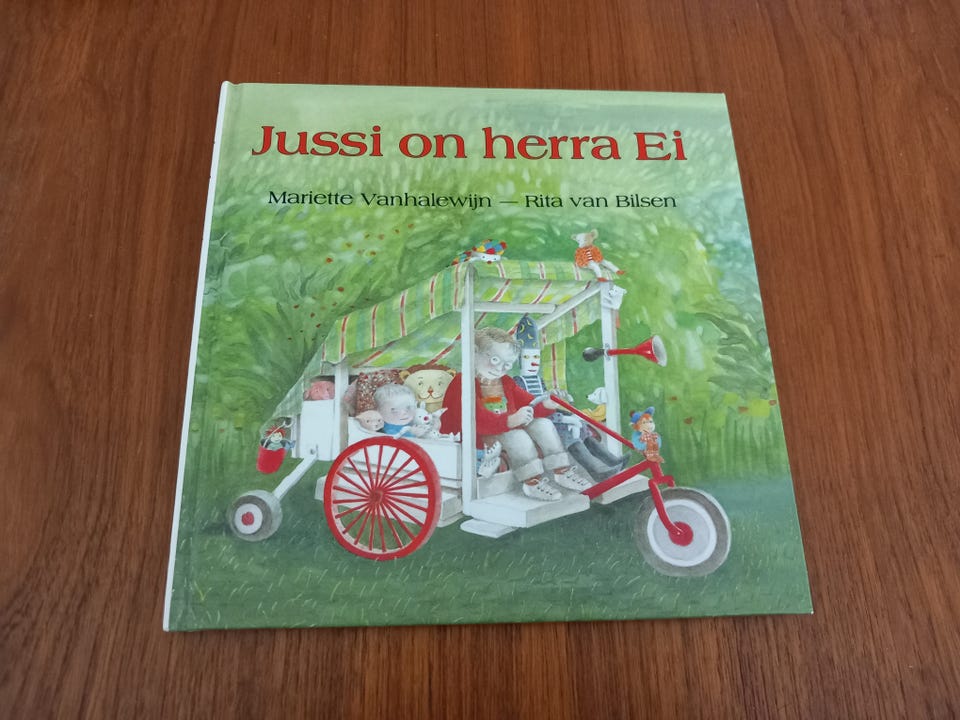 Jussi on herra Ei
Mariette Vanhalewijn — Rita van Bilsen